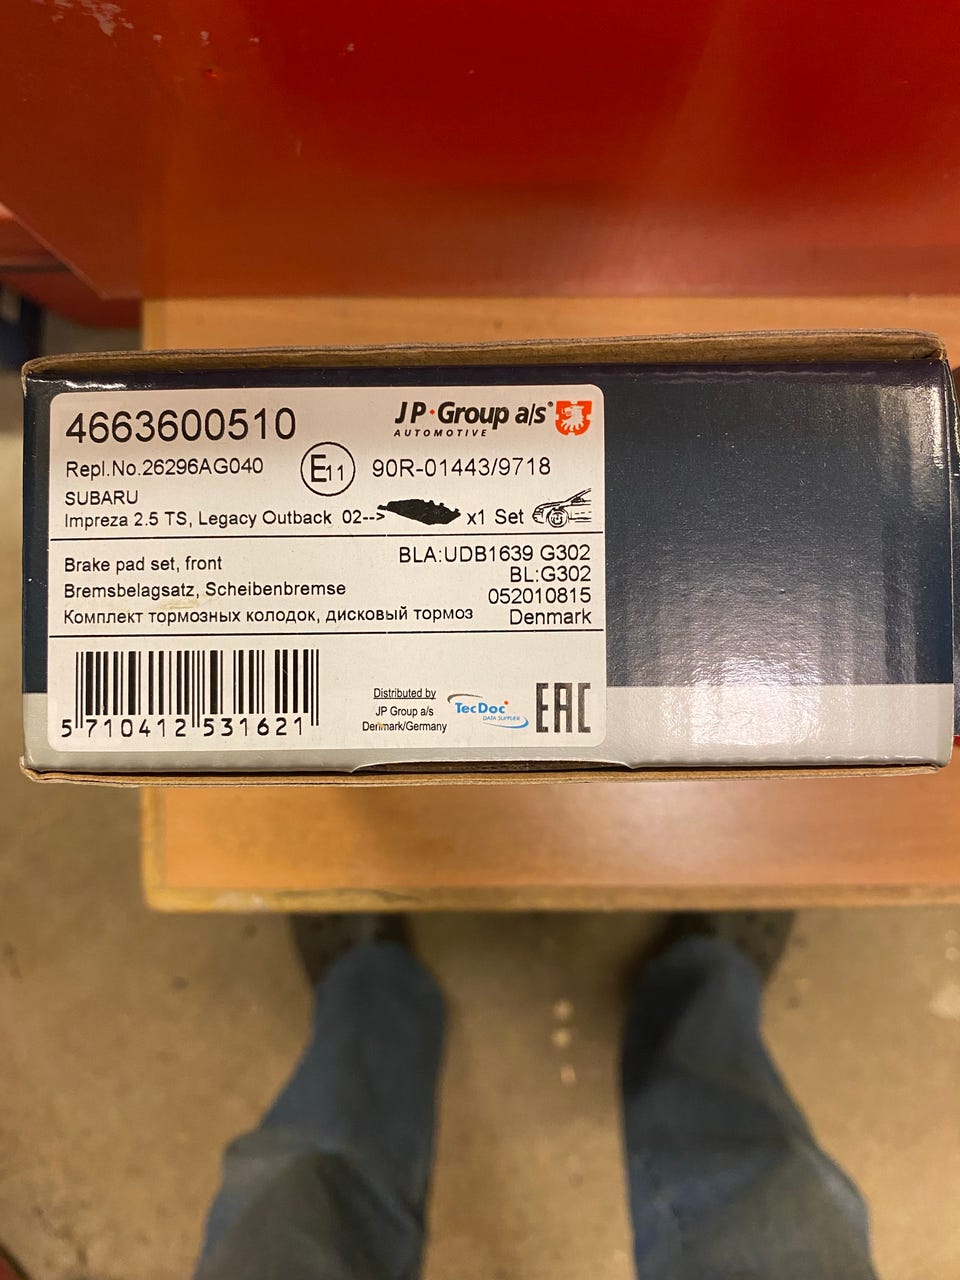 4663600510
JP Group a/s®
AUTOMOTIVE
Repl.No.26296AG040
E11
90R-01443/9718
SUBARU
Impreza 2.5 TS, Legacy Outback 02--> x1 Set
Brake pad set, front
Bremsbelagsatz, Scheibenbremse
Комплект тормозных колодок, дисковый тормоз
BLA:UDB1639 G302
BL:G302
052010815
Denmark
5 710412 531621
Distributed by
JP Group a/s
Denmark/Germany
TecDoc
DATA SUPPLIER
EAC